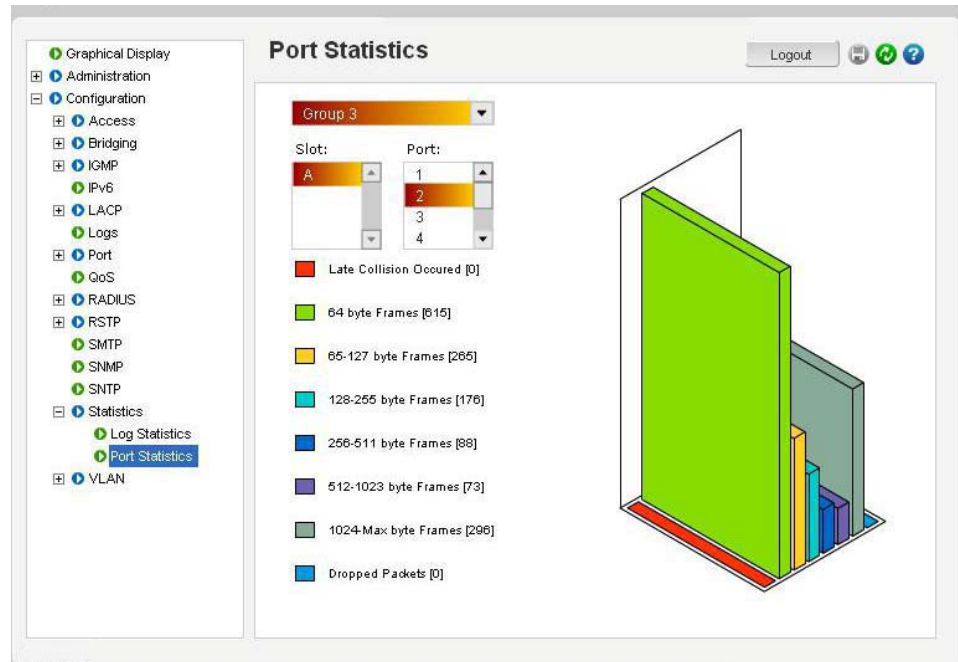 Port Statistics
Logout
Graphical Display
Administration
Configuration
Access
Bridging
IGMP
IPv6
LACP
Logs
Port
QoS
RADIUS
RSTP
SMTP
SNMP
SNTP
Statistics
Log Statistics
Port Statistics
VLAN
Group 3
Slot: Port:
A
1
2
3
4
Late Collision Occured [0]
64 byte Frames [615]
65-127 byte Frames [265]
128-255 byte Frames [176]
256-511 byte Frames [88]
512-1023 byte Frames [73]
1024-Max byte Frames [296]
Dropped Packets [0]